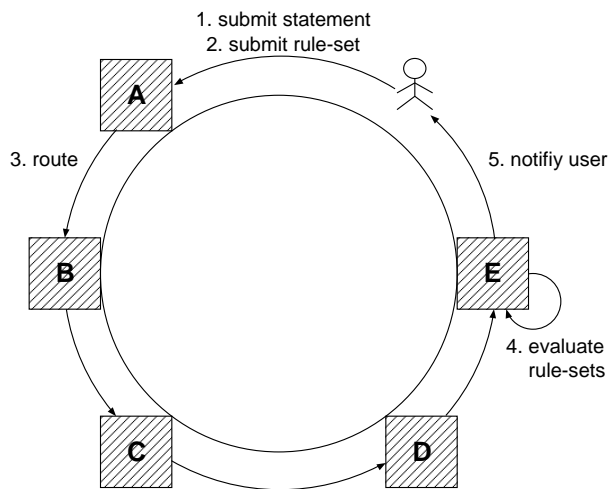 1. submit statement
2. submit rule-set
A
3. route
5. notifiy user
B
E
4. evaluate
rule-sets
C
D